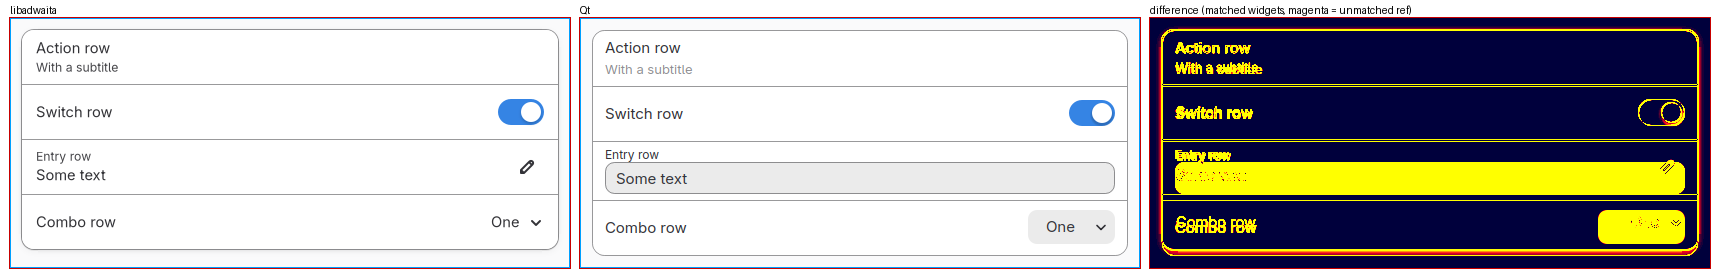 libadwaita
Action row
With a subtitle
Switch row
Entry row
Some text
Combo row
One
Qt
Action row
With a subtitle
Switch row
Entry row
Some text
Combo row
One
difference (matched widgets, magenta = unmatched ref)
Action row
With a subtitle
Switch row
Entry row
Combo row